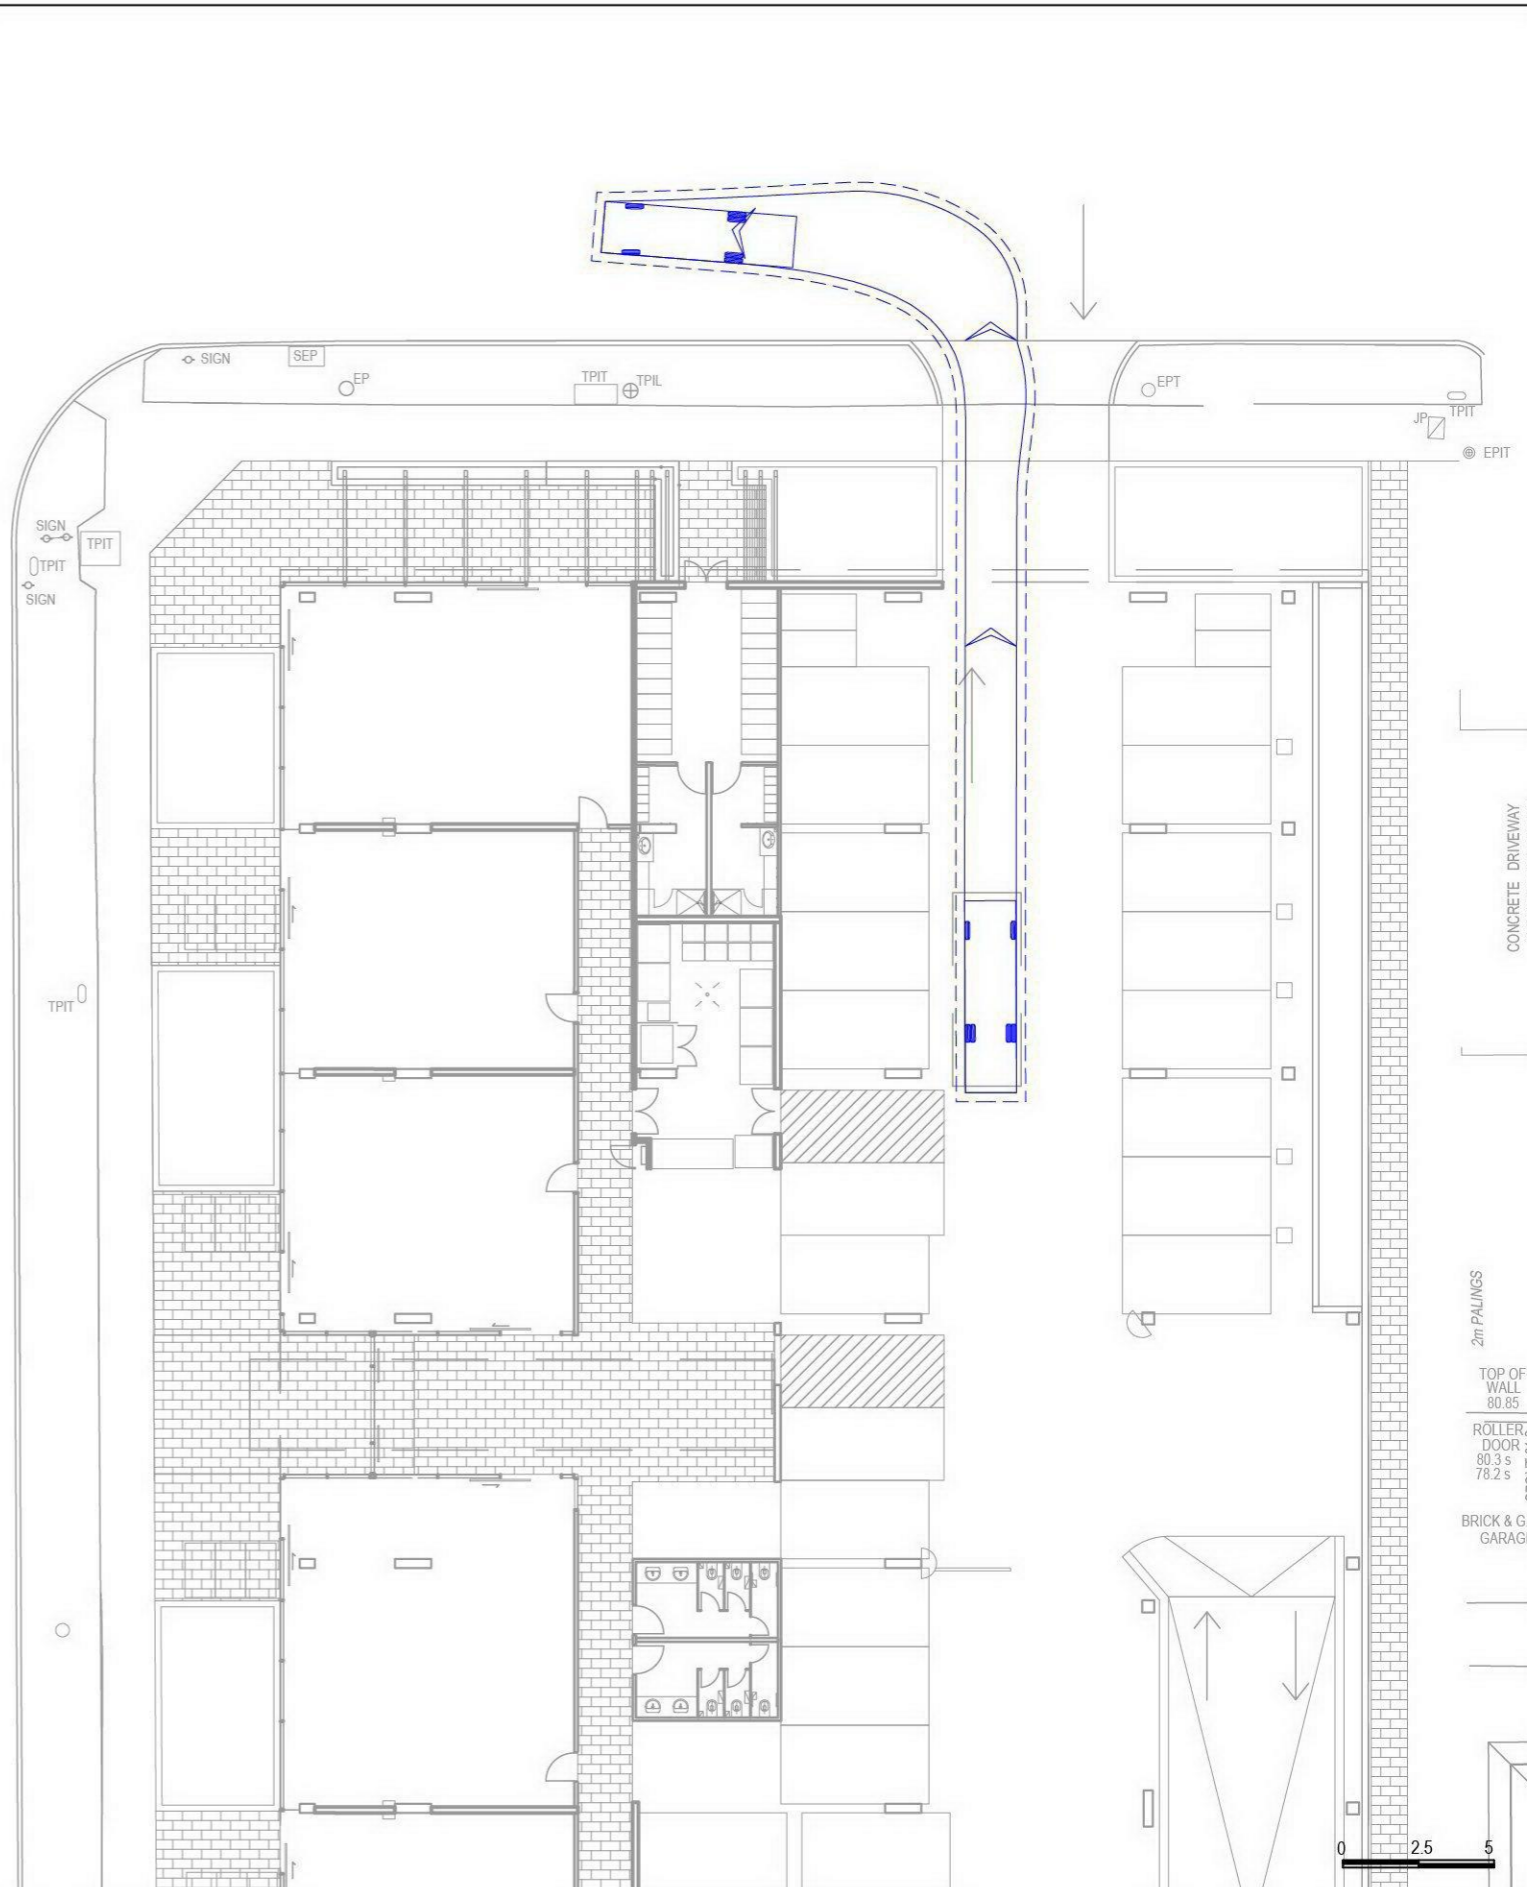 SIGN
SEP
EP
TPIT
TPIL
EPT
JP
TPIT
EPIT
SIGN
TPIT
TPIT
SIGN
CONCRETE DRIVEWAY
TPIT
2m PALINGS
TOP OF
WALL
80.85
ROLLER
DOOR
80.3 s
78.2 s
BRICK & G
GARAG
0 2.5 5